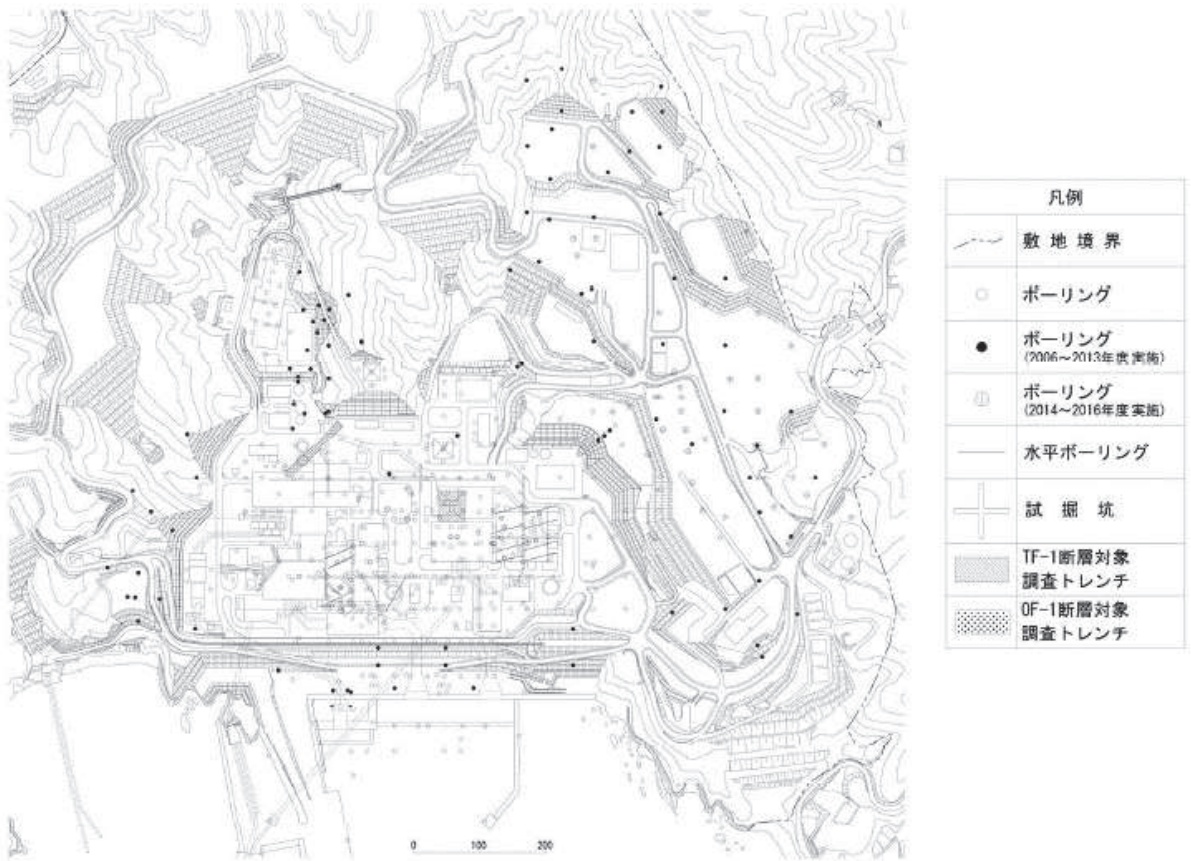 凡例
敷地境界
ボーリング
ボーリング
(2006〜2013年度実施)
ボーリング
(2014〜2016年度実施)
水平ボーリング
試掘坑
TF-1断層対象
調査トレンチ
OF-1断層対象
調査トレンチ
0 100 200